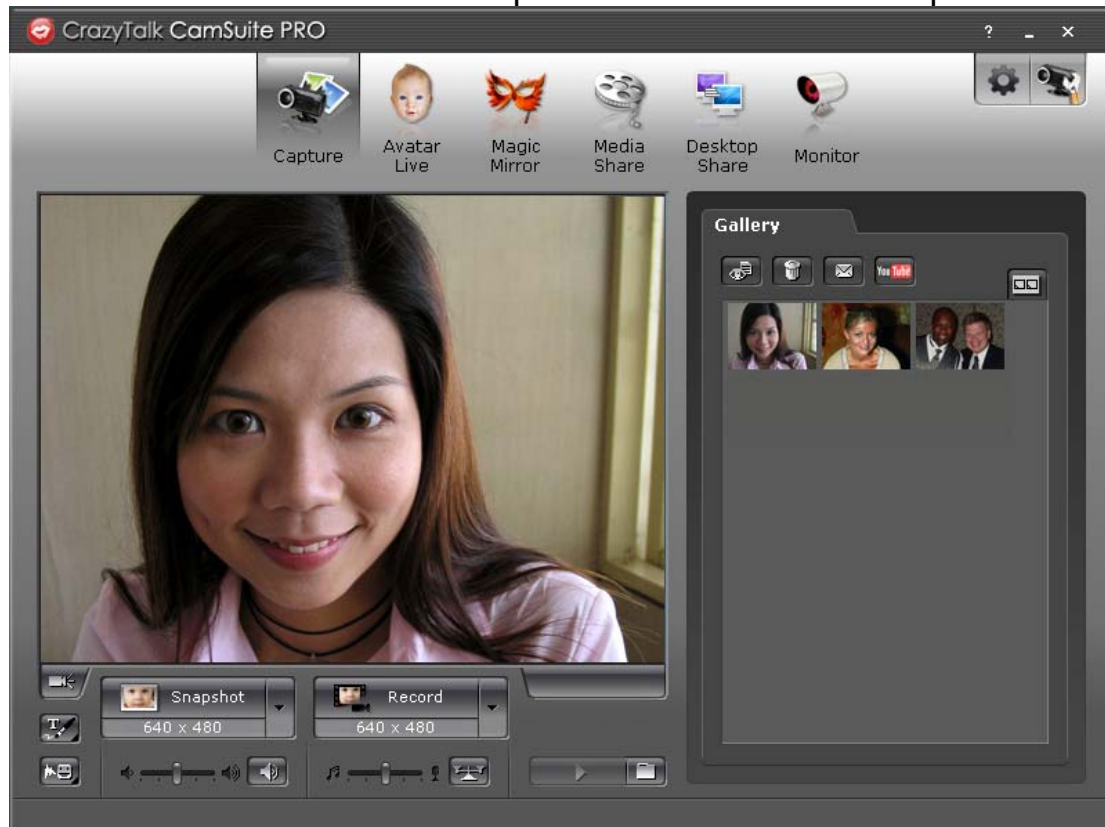 CrazyTalk CamSuite PRO
?
Capture
Avatar
Live
Magic
Mirror
Media
Share
Desktop
Share
Monitor
Gallery
You Tube
Snapshot
640 x 480
Record
640 x 480
T